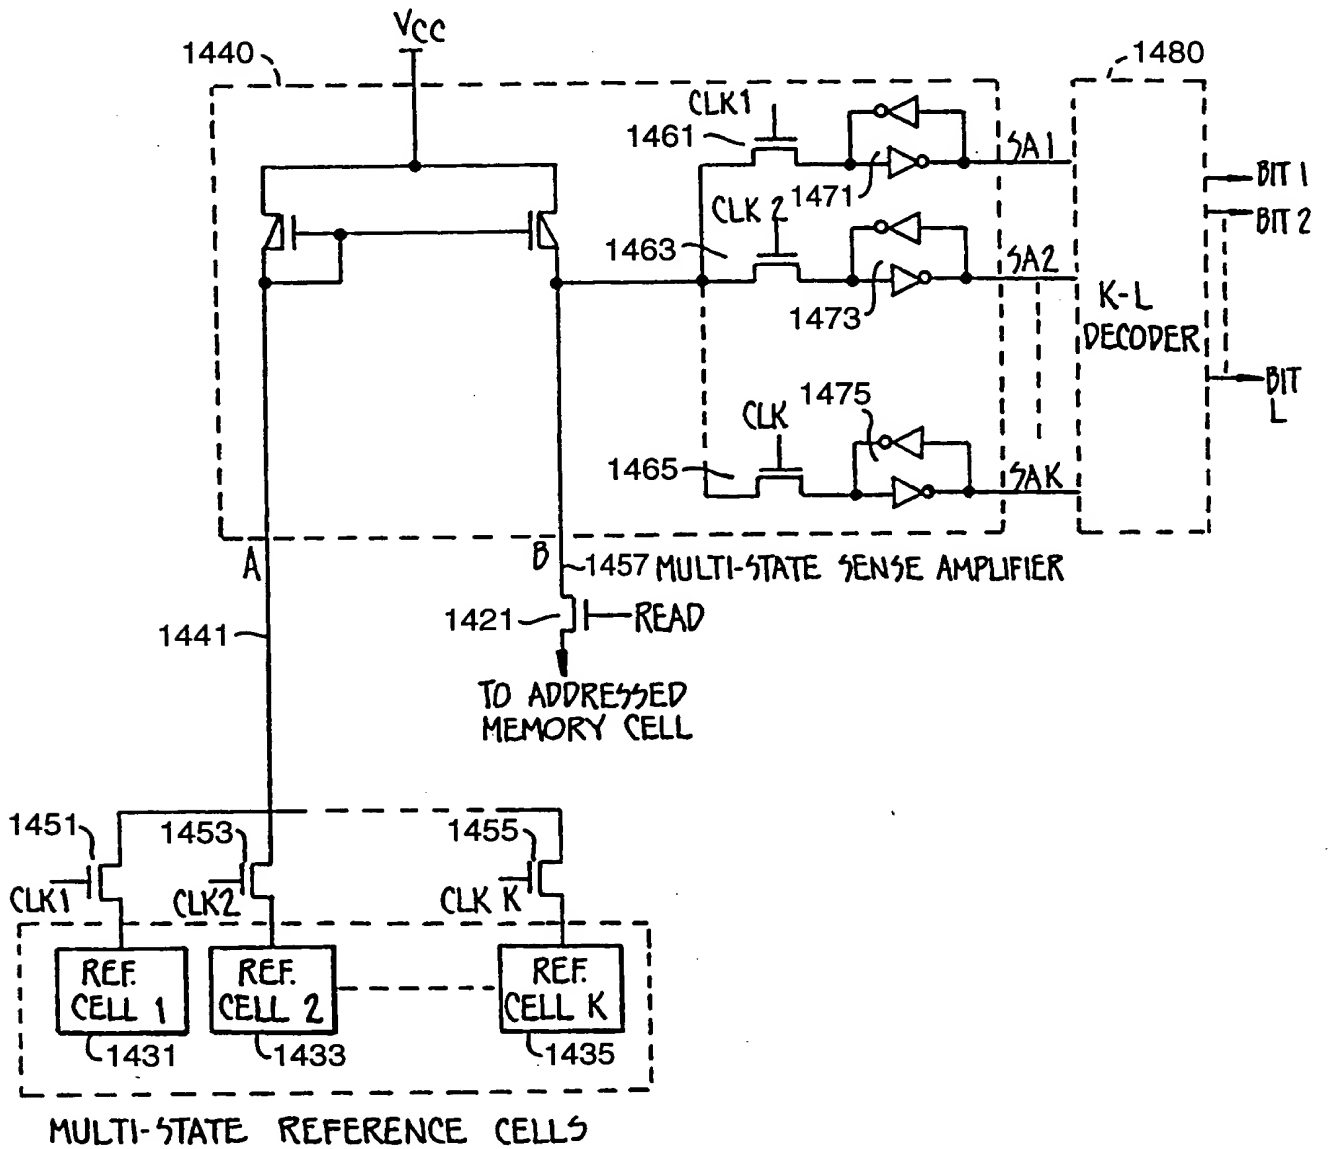 VCC
1440
1480
CLK1
1461
1471
SA1
BIT 1
CLK 2
BIT 2
1463
SA2
1473
K-L
DECODER
1475
BIT
L
CLK
1465
SAK
A
B
1457
MULTI-STATE SENSE AMPLIFIER
1421
READ
1441
TO ADDRESSED
MEMORY CELL
1451
1453
1455
CLK1
CLK2
CLK K
REF.
CELL 1
REF.
CELL 2
REF.
CELL K
1431
1433
1435
MULTI-STATE REFERENCE CELLS